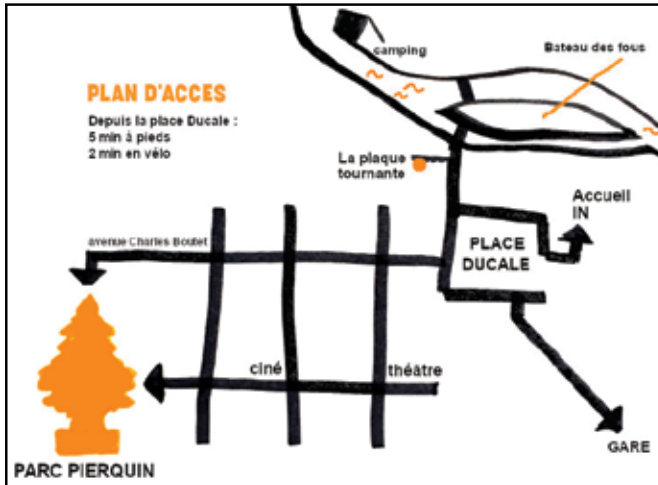 camping
Bateau des fous
PLAN D'ACCES
Depuis la place Ducale :
5 min à pieds
2 min en vélo
La plaque
tournante
Accueil
IN
avenue Charles Boutet
PLACE
DUCALE
ciné
théâtre
GARE
PARC PIERQUIN